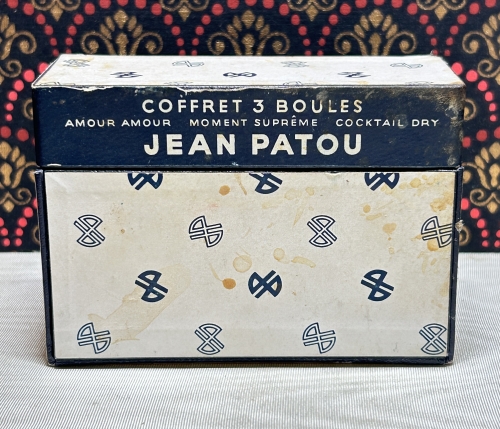 COFFRET 3 BOULES
AMOUR AMOUR MOMENT SUPRÊME COCKTAIL DRY
JEAN PATOU